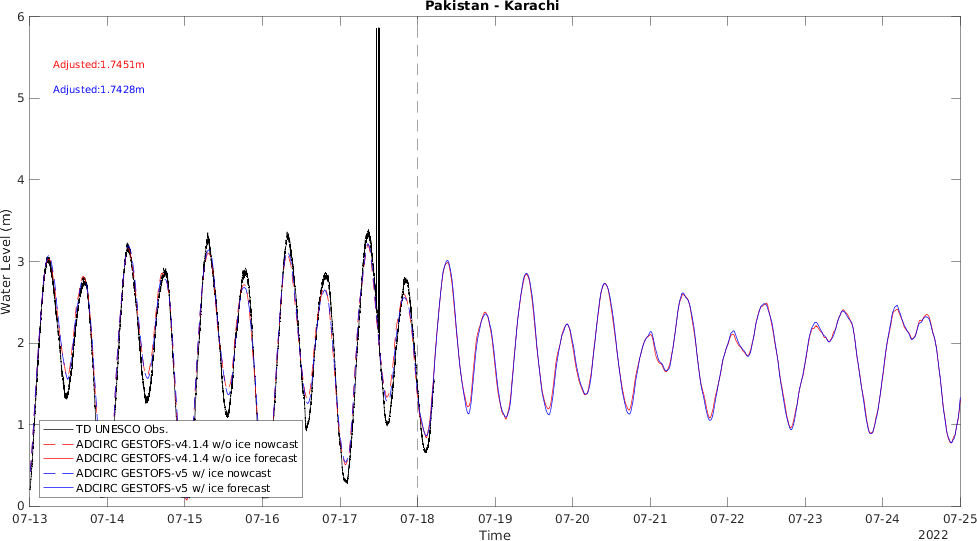 Pakistan - Karachi
6
Adjusted:1.7451m
5
Adjusted:1.7428m
4
3
2
1
0
Water Level (m)
TD UNESCO Obs.
ADCIRC GESTOFS-v4.1.4 w/o ice nowcast
ADCIRC GESTOFS-v4.1.4 w/o ice forecast
ADCIRC GESTOFS-v5 w/ ice nowcast
ADCIRC GESTOFS-v5 w/ ice forecast
07-13 07-14 07-15 07-16 07-17 07-18 07-19 07-20 07-21 07-22 07-23 07-24 07-25
Time
2022